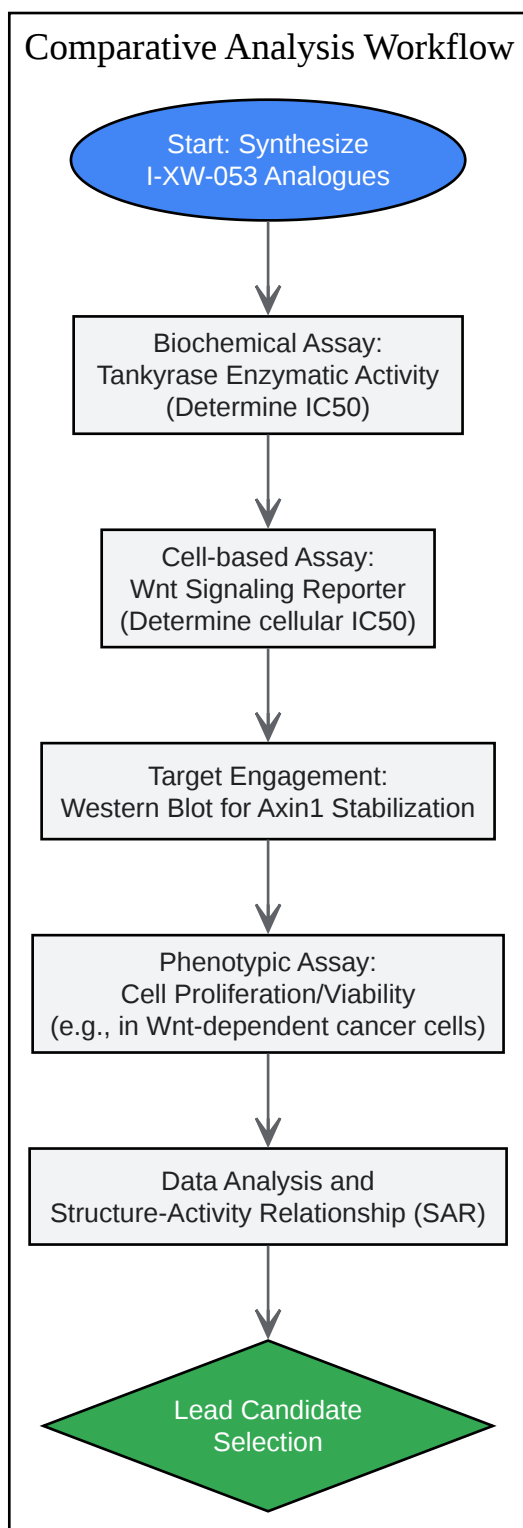 Comparative Analysis Workflow
Start: Synthesize
I-XW-053 Analogues
Biochemical Assay:
Tankyrase Enzymatic Activity
(Determine IC50)
Cell-based Assay:
Wnt Signaling Reporter
(Determine cellular IC50)
Target Engagement:
Western Blot for Axin1 Stabilization
Phenotypic Assay:
Cell Proliferation/Viability
(e.g., in Wnt-dependent cancer cells)
Data Analysis and
Structure-Activity Relationship (SAR)
Lead Candidate
Selection